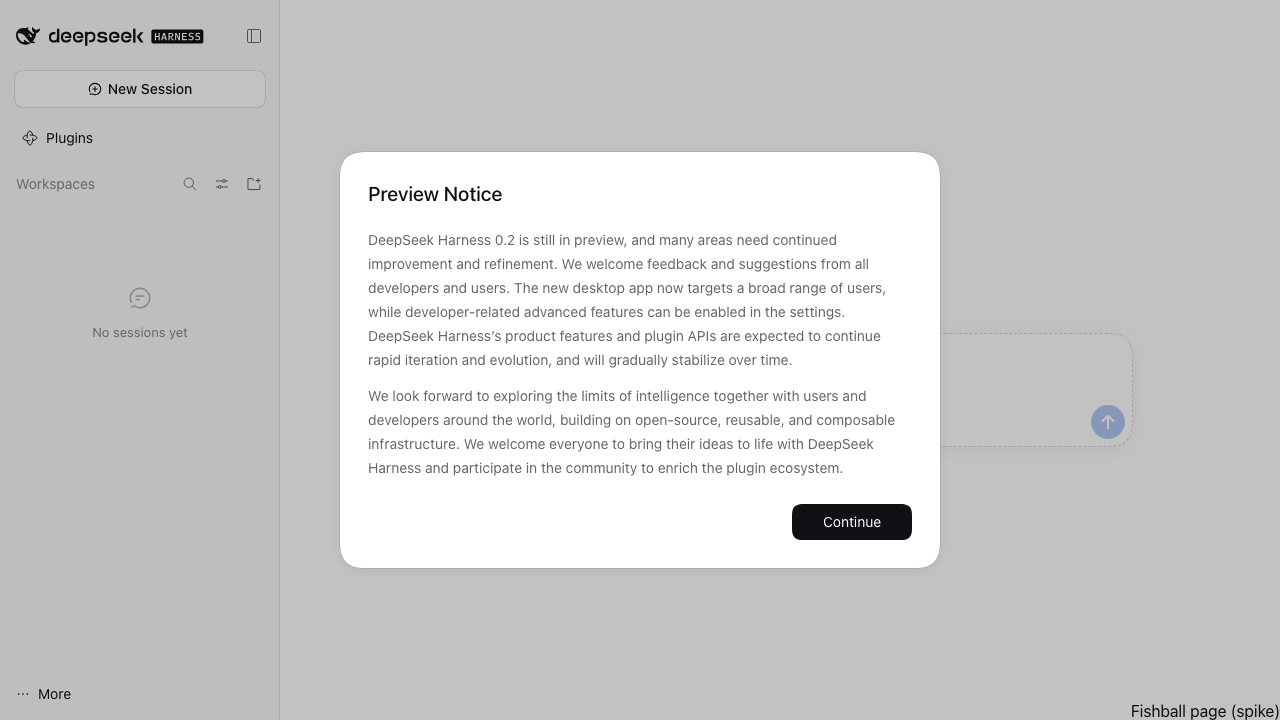 deepseek HARNESS
New Session
Plugins
Workspaces
No sessions yet
More
Preview Notice
DeepSeek Harness 0.2 is still in preview, and many areas need continued
improvement and refinement. We welcome feedback and suggestions from all
developers and users. The new desktop app now targets a broad range of users,
while developer-related advanced features can be enabled in the settings.
DeepSeek Harness’s product features and plugin APIs are expected to continue
rapid iteration and evolution, and will gradually stabilize over time.
We look forward to exploring the limits of intelligence together with users and
developers around the world, building on open-source, reusable, and composable
infrastructure. We welcome everyone to bring their ideas to life with DeepSeek
Harness and participate in the community to enrich the plugin ecosystem.
Continue
Fishball page (spike)